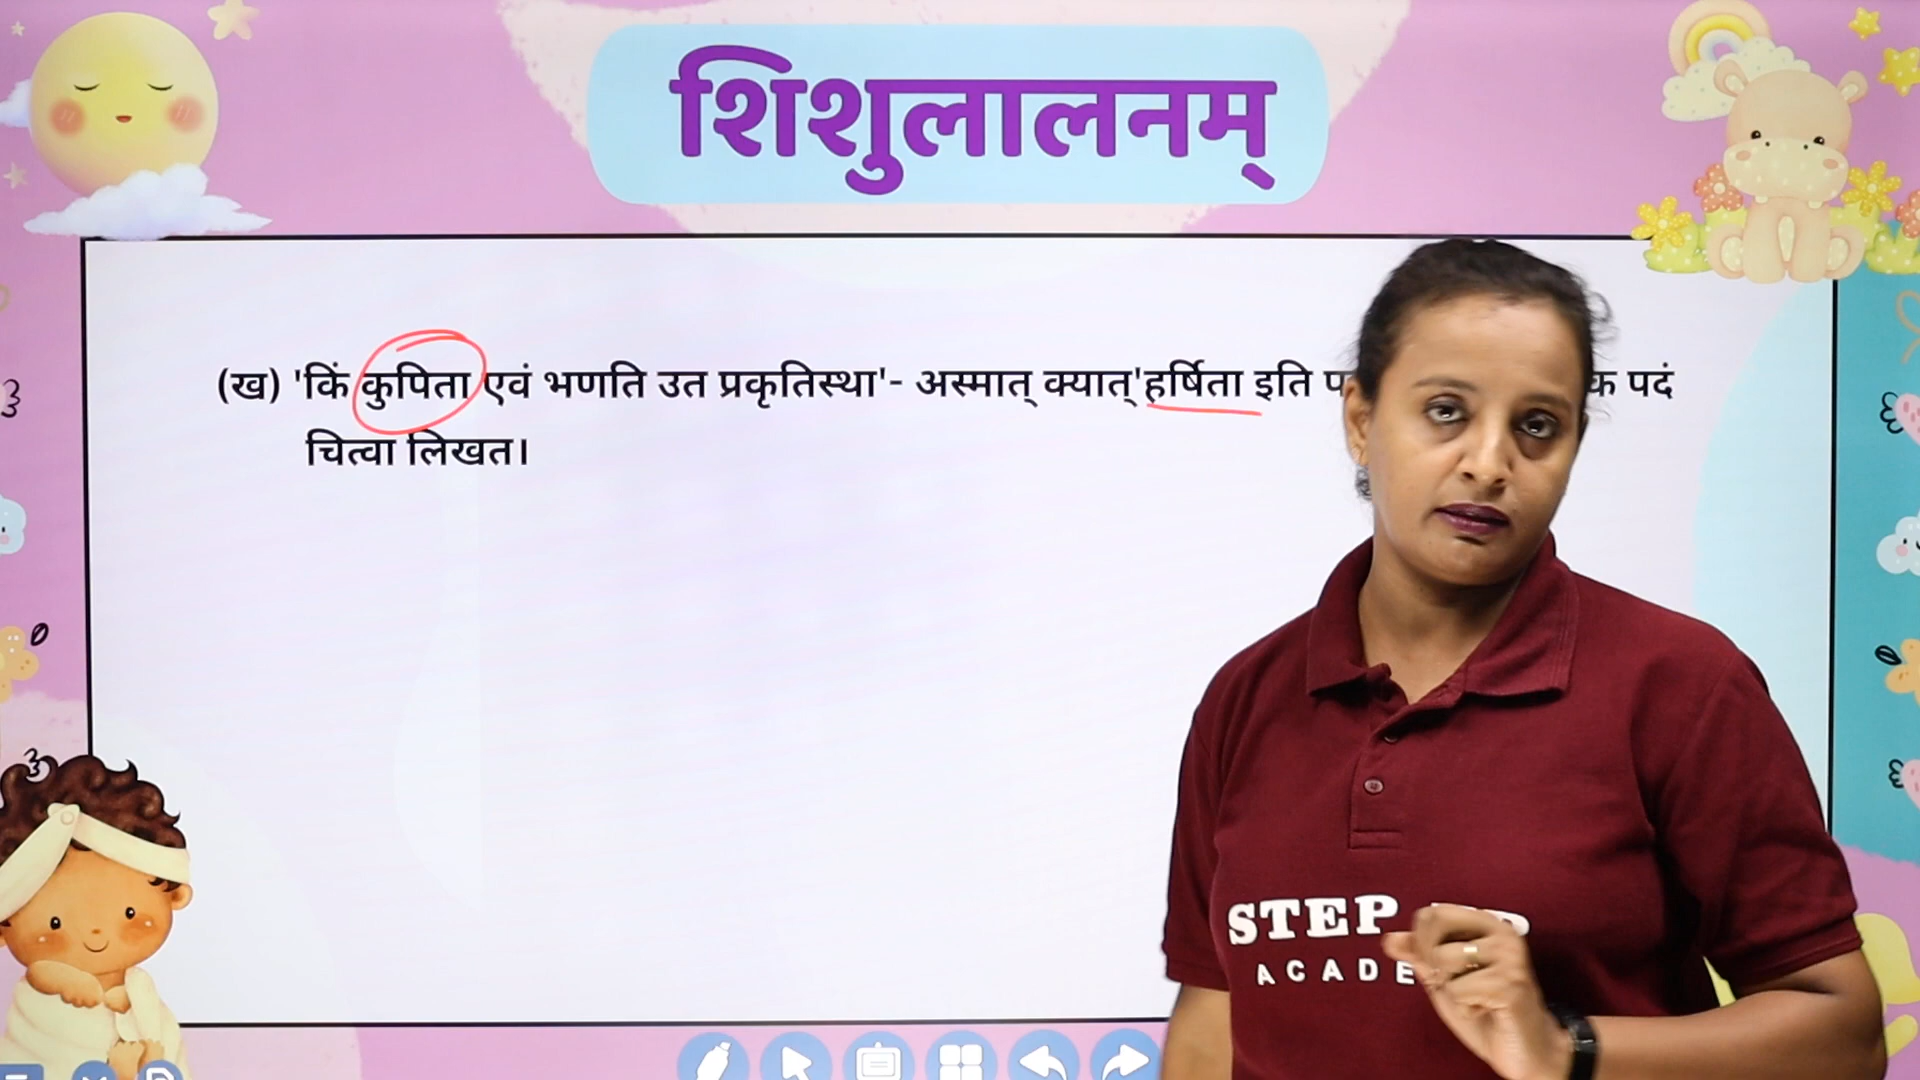 शिशुलालनम्
(ख) 'किं कुपिता एवं भणति उत प्रकृतिस्था'- अस्मात् क्यात्'हर्षिता इति पदं
चित्वा लिखत।
STEP
ACADE